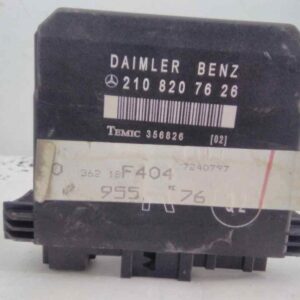 DAIMLER BENZ
210 820 76 26
TEMIC 356826 [02]
362 18 F404 7240797
955 76